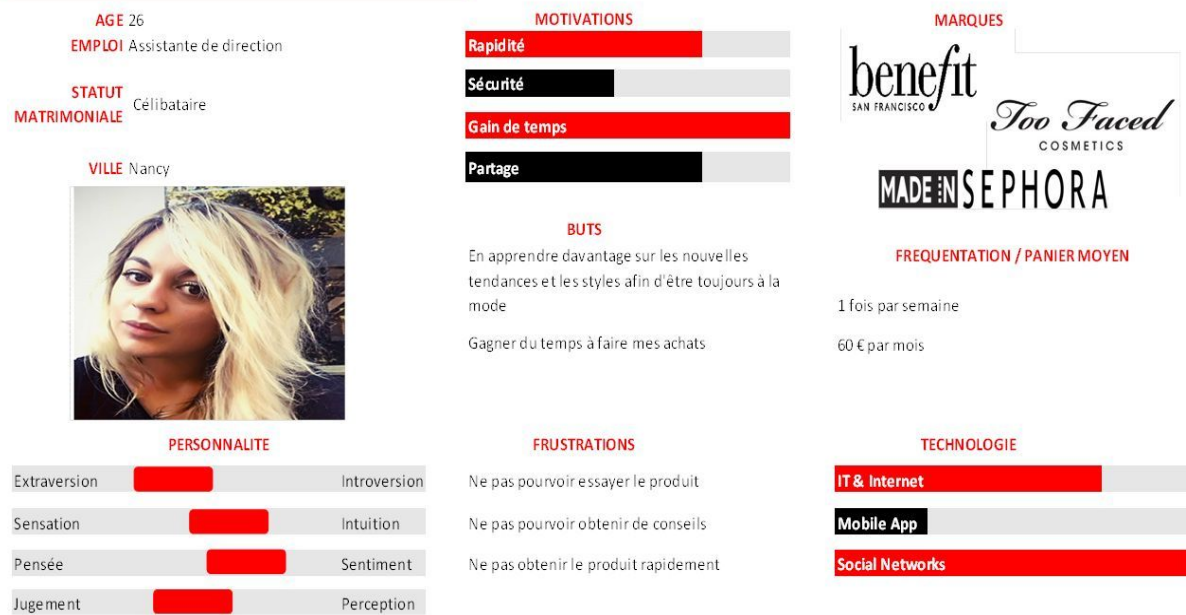 AGE 26
EMPLOI Assistante de direction
STATUT
MATRIMONIALE
Célibataire
VILLE Nancy
MOTIVATIONS
Rapidité
Sécurité
Gain de temps
Partage
MARQUES
benefit
SAN FRANCISCO
Too Faced
COSMETICS
MADE IN SEPHORA
BUTS
En apprendre davantage sur les nouvelles
tendances et les styles afin d'être toujours à la
mode
Gagner du temps à faire mes achats
FREQUENTATION / PANIER MOYEN
1 fois par semaine
60 € par mois
PERSONNALITE
Extraversion Introversion
Sensation Intuition
Pensée Sentiment
Jugement Perception
FRUSTRATIONS
Ne pas pourvoir essayer le produit
Ne pas pourvoir obtenir de conseils
Ne pas obtenir le produit rapidement
TECHNOLOGIE
IT & Internet
Mobile App
Social Networks